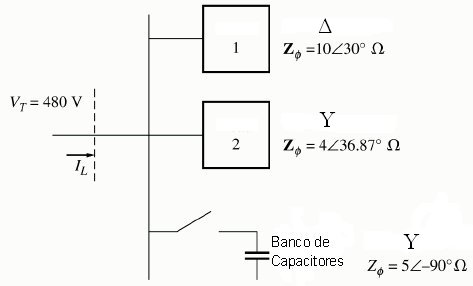 Δ
1
Z_ϕ =10∠30° Ω
V_T = 480 V
Y
2
Z_ϕ = 4∠36.87° Ω
I_L
Banco de
Capacitores
Y
Z_ϕ = 5∠–90° Ω